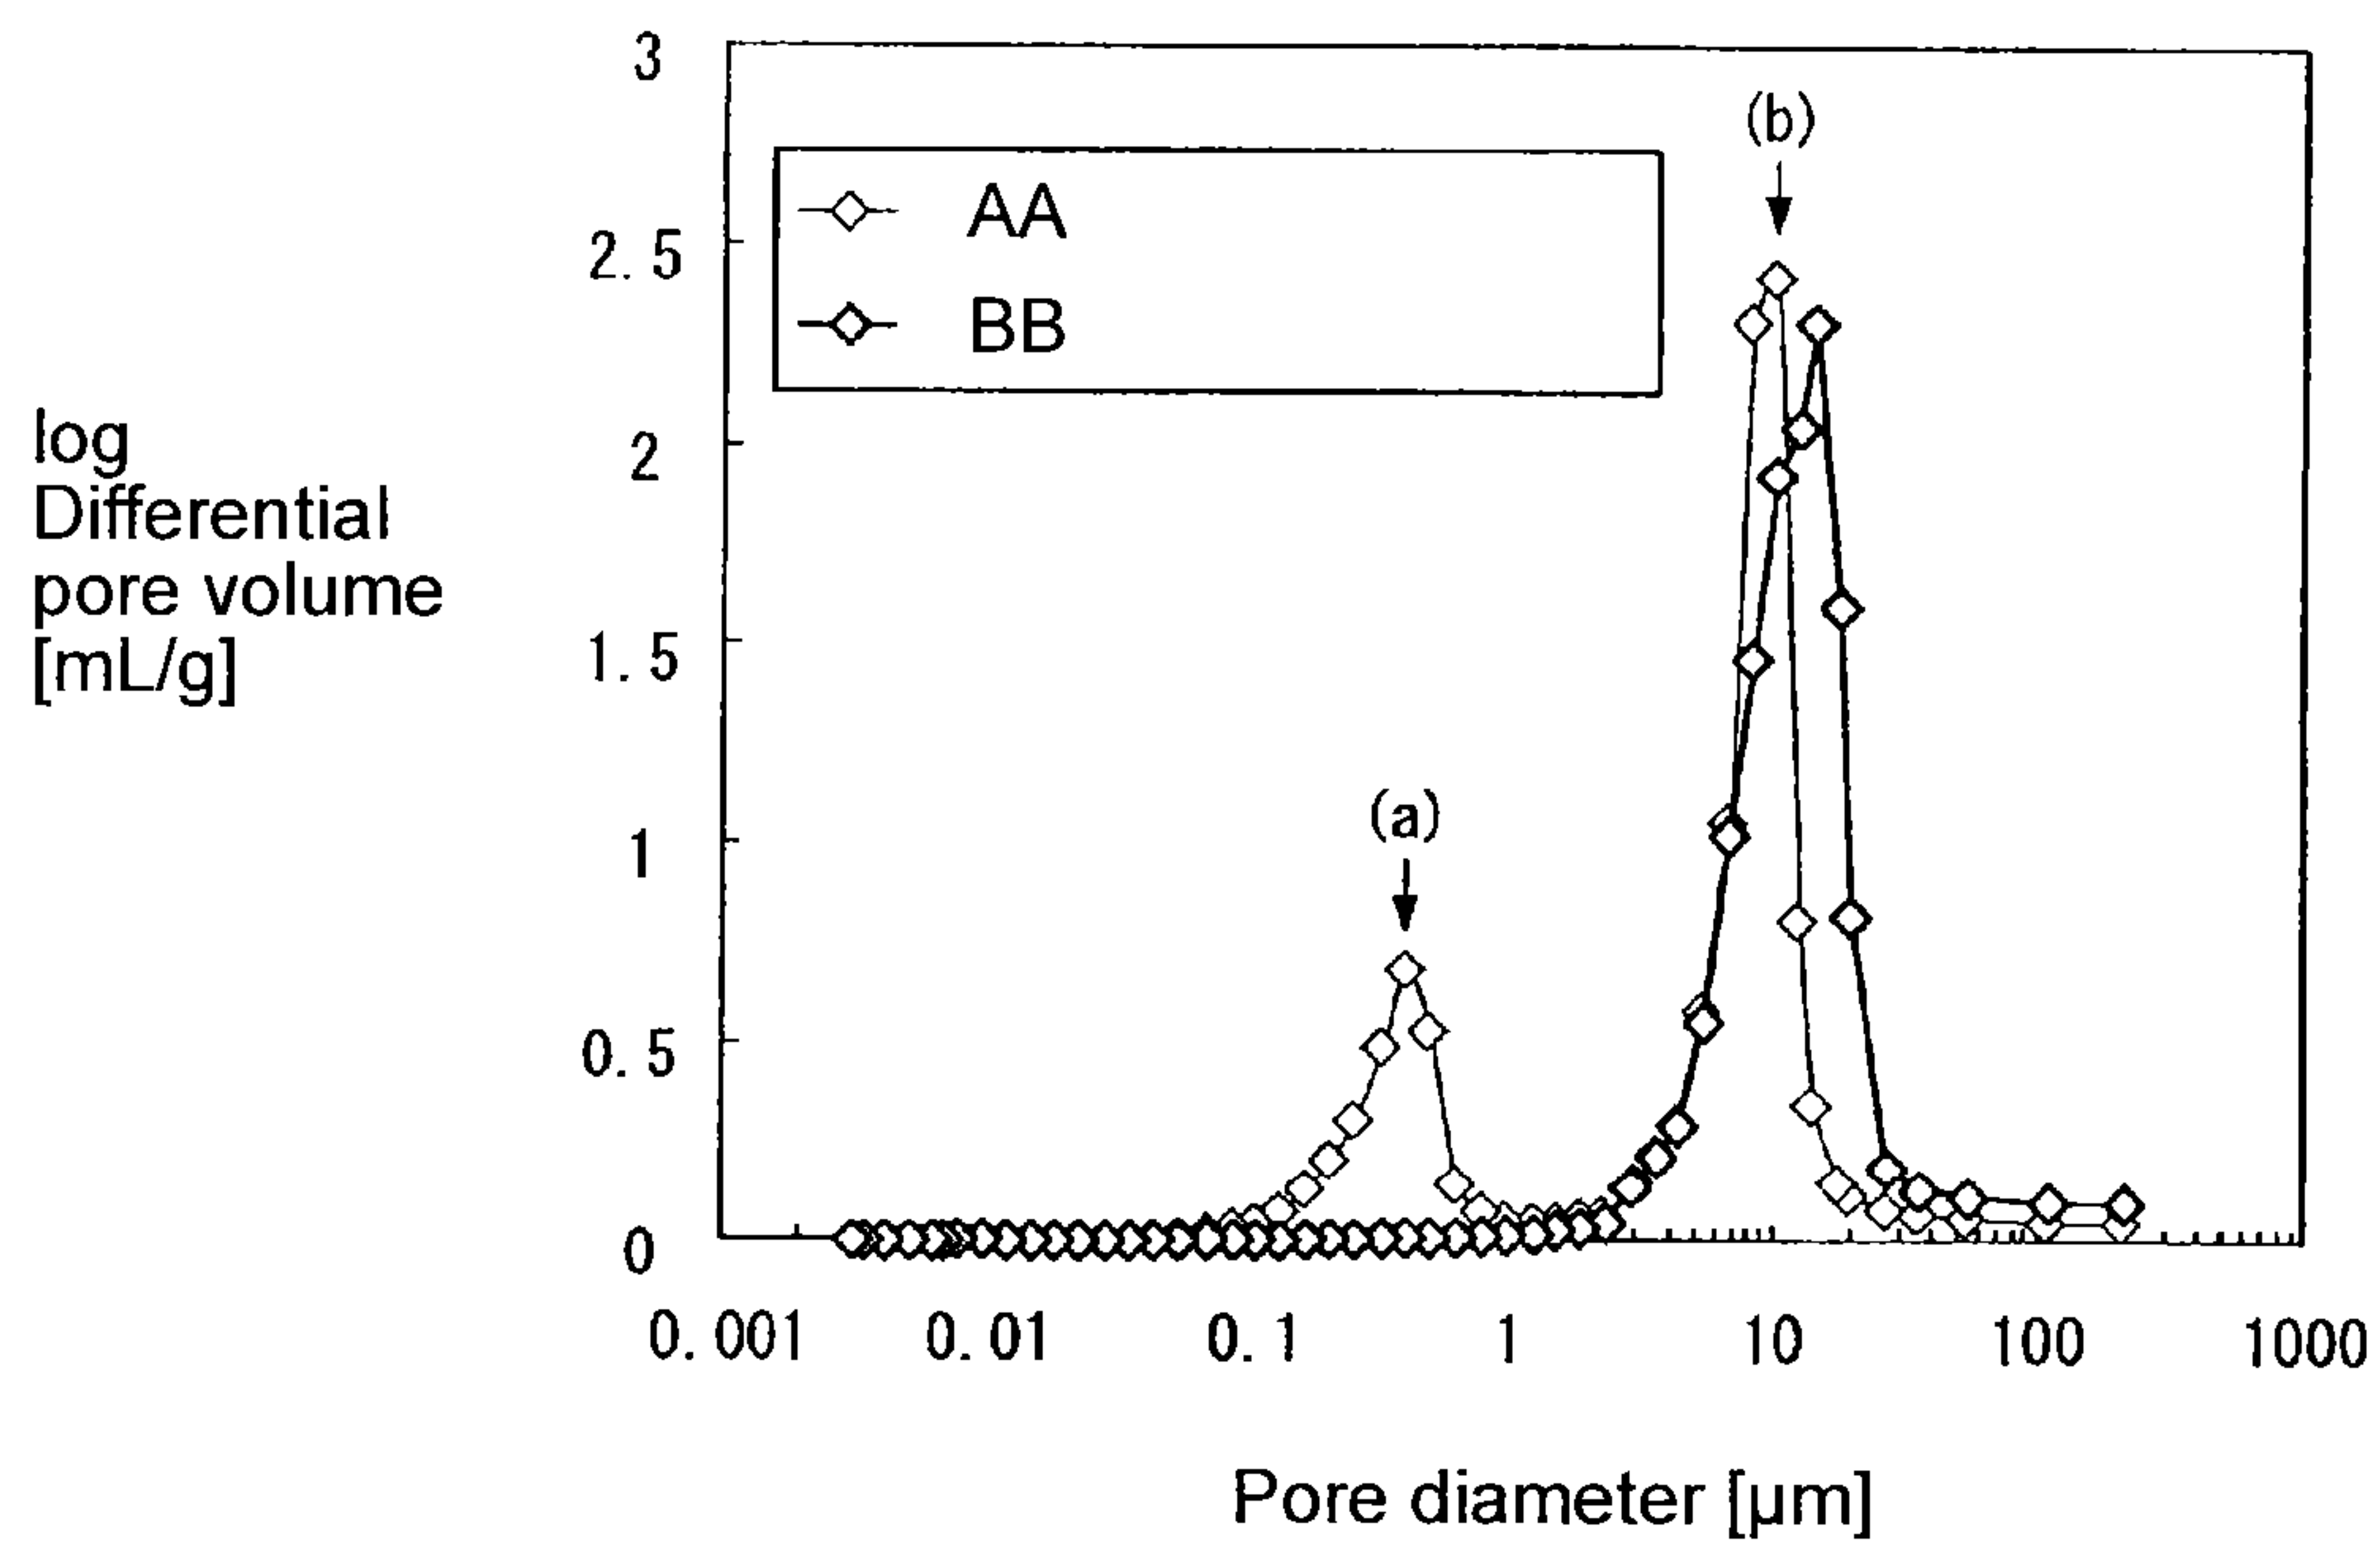 3
(b)
AA
2.5
BB
log
Differential
pore volume
[mL/g]
2
1.5
(a)
1
0.5
0
0.001 0.01 0.1 1 10 100 1000
Pore diameter [µm]